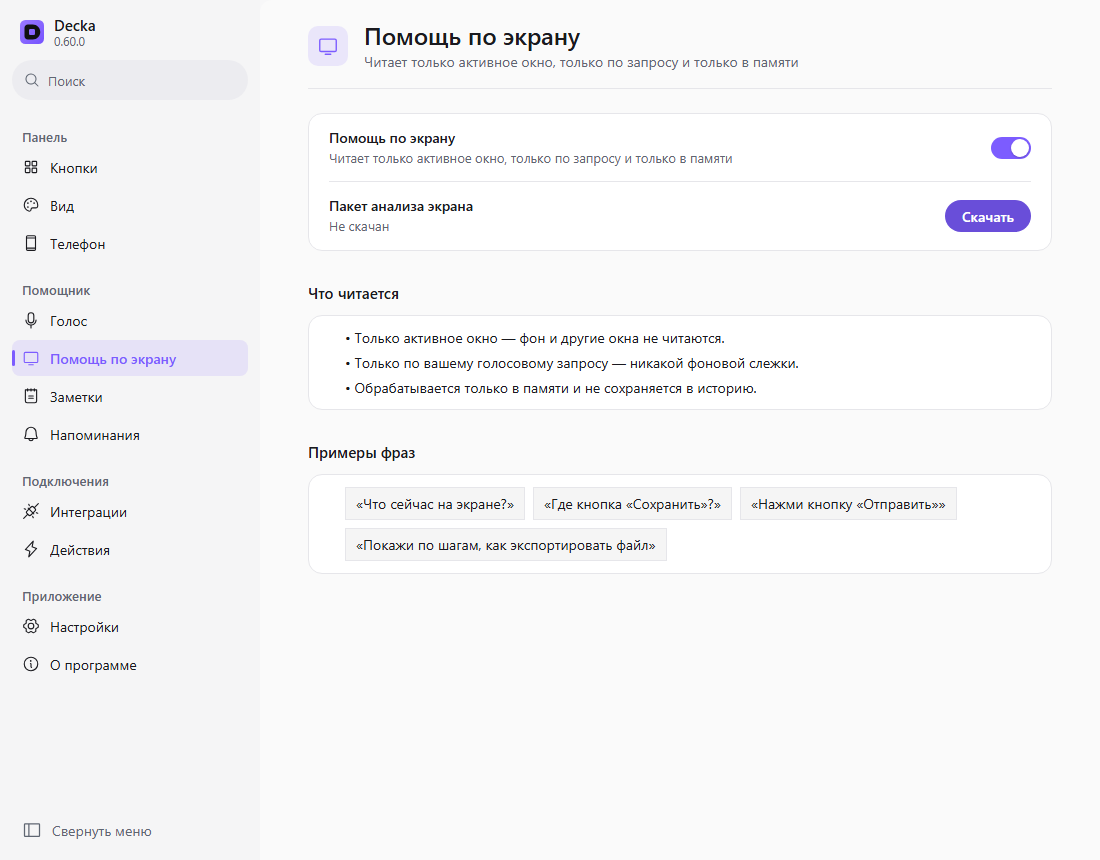 Decka
0.60.0
Поиск
Панель
Кнопки
Вид
Телефон
Помощник
Голос
Помощь по экрану
Заметки
Напоминания
Подключения
Интеграции
Действия
Приложение
Настройки
О программе
Свернуть меню
Помощь по экрану
Читает только активное окно, только по запросу и только в памяти
Помощь по экрану
Читает только активное окно, только по запросу и только в памяти
Пакет анализа экрана
Не скачан
Скачать
Что читается
• Только активное окно — фон и другие окна не читаются.
• Только по вашему голосовому запросу — никакой фоновой слежки.
• Обрабатывается только в памяти и не сохраняется в историю.
Примеры фраз
«Что сейчас на экране?» «Где кнопка «Сохранить»?» «Нажми кнопку «Отправить»»
«Покажи по шагам, как экспортировать файл»